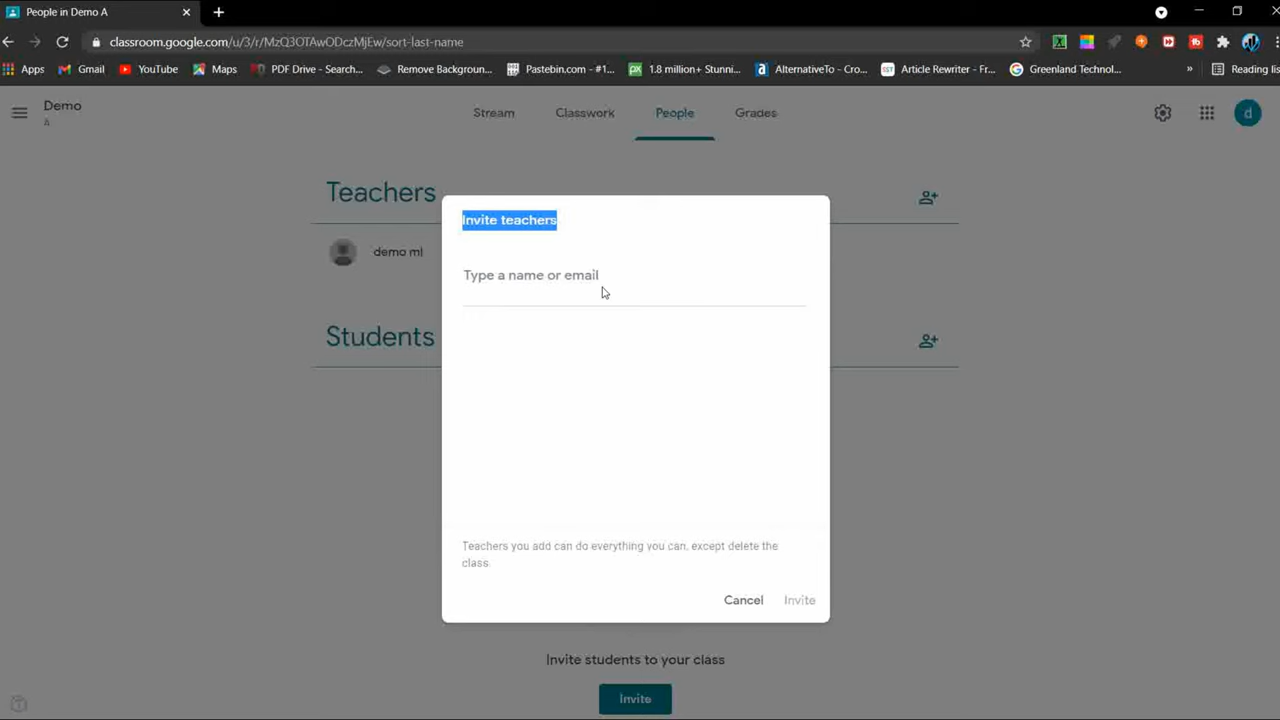 People in Demo A
classroom.google.com/u/3/r/MzQ3OTAwODczMjEw/sort-last-name
Apps Gmail YouTube Maps PDF Drive - Search... Remove Backgroun... Pastebin.com - #1... 1.8 million+ Stunni... AlternativeTo - Cro... Article Rewriter - Fr... Greenland Technol... » Reading list
Demo
A
Stream Classwork People Grades
d
Teachers
demo ml
Students
Invite teachers
Type a name or email
Teachers you add can do everything you can, except delete the
class.
Cancel Invite
Invite students to your class
Invite